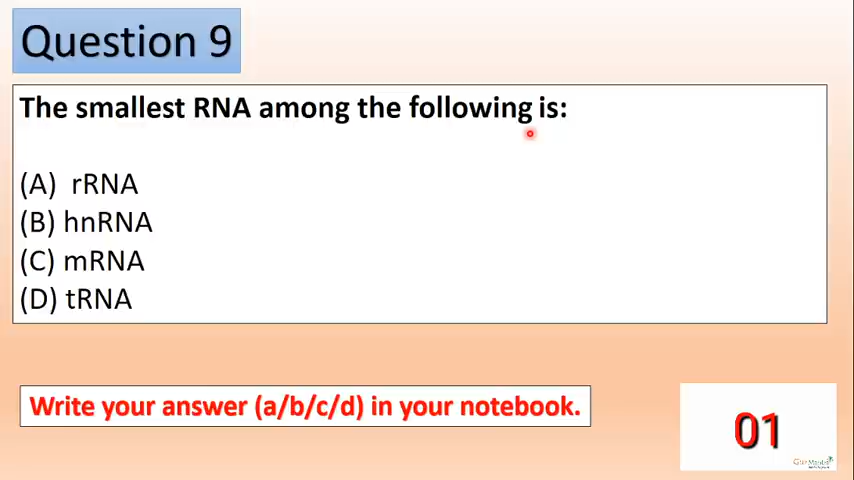 Question 9
The smallest RNA among the following is:
(A) rRNA
(B) hnRNA
(C) mRNA
(D) tRNA
Write your answer (a/b/c/d) in your notebook.
01